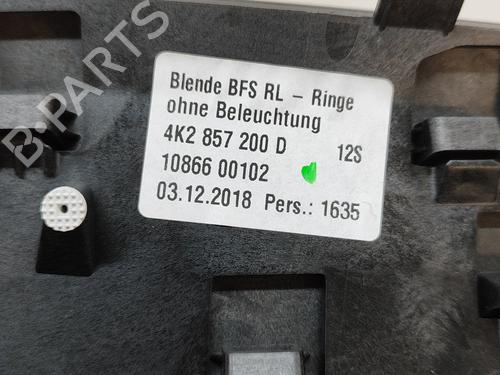 B-PARTS
Blende BFS RL – Ringe
ohne Beleuchtung
4K2 857 200 D 12S
10866 00102
03.12.2018 Pers.: 1635